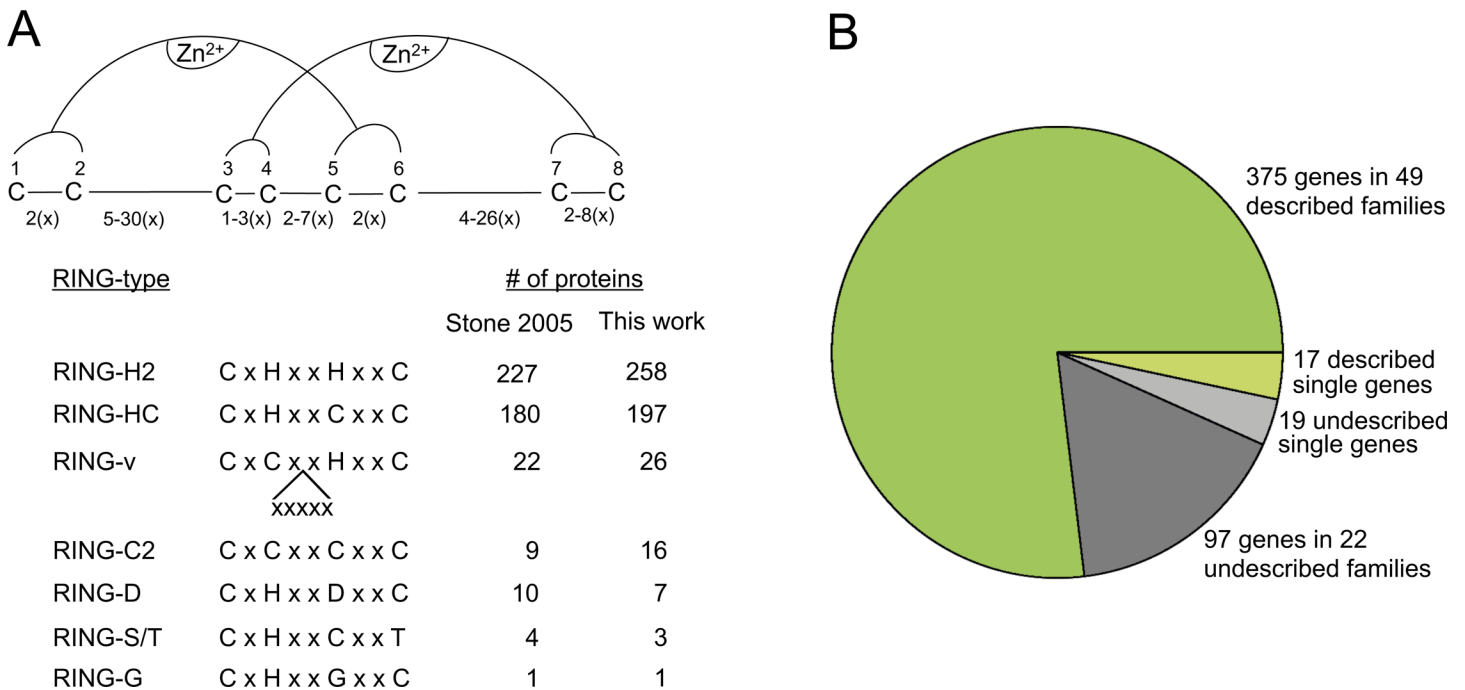 A
Zn2+ Zn2+
1 2 3 4 5 6 7 8
C C C C C C C C
2(x) 5-30(x) 1-3(x) 2-7(x) 2(x) 4-26(x) 2-8(x)
RING-type # of proteins
Stone 2005 This work
RING-H2 C x H x x H x x C 227 258
RING-HC C x H x x C x x C 180 197
RING-v C x C x x H x x C 22 26
xxxxx
RING-C2 C x C x x C x x C 9 16
RING-D C x H x x D x x C 10 7
RING-S/T C x H x x C x x T 4 3
RING-G C x H x x G x x C 1 1
B
375 genes in 49
described families
17 described
single genes
19 undescribed
single genes
97 genes in 22
undescribed families